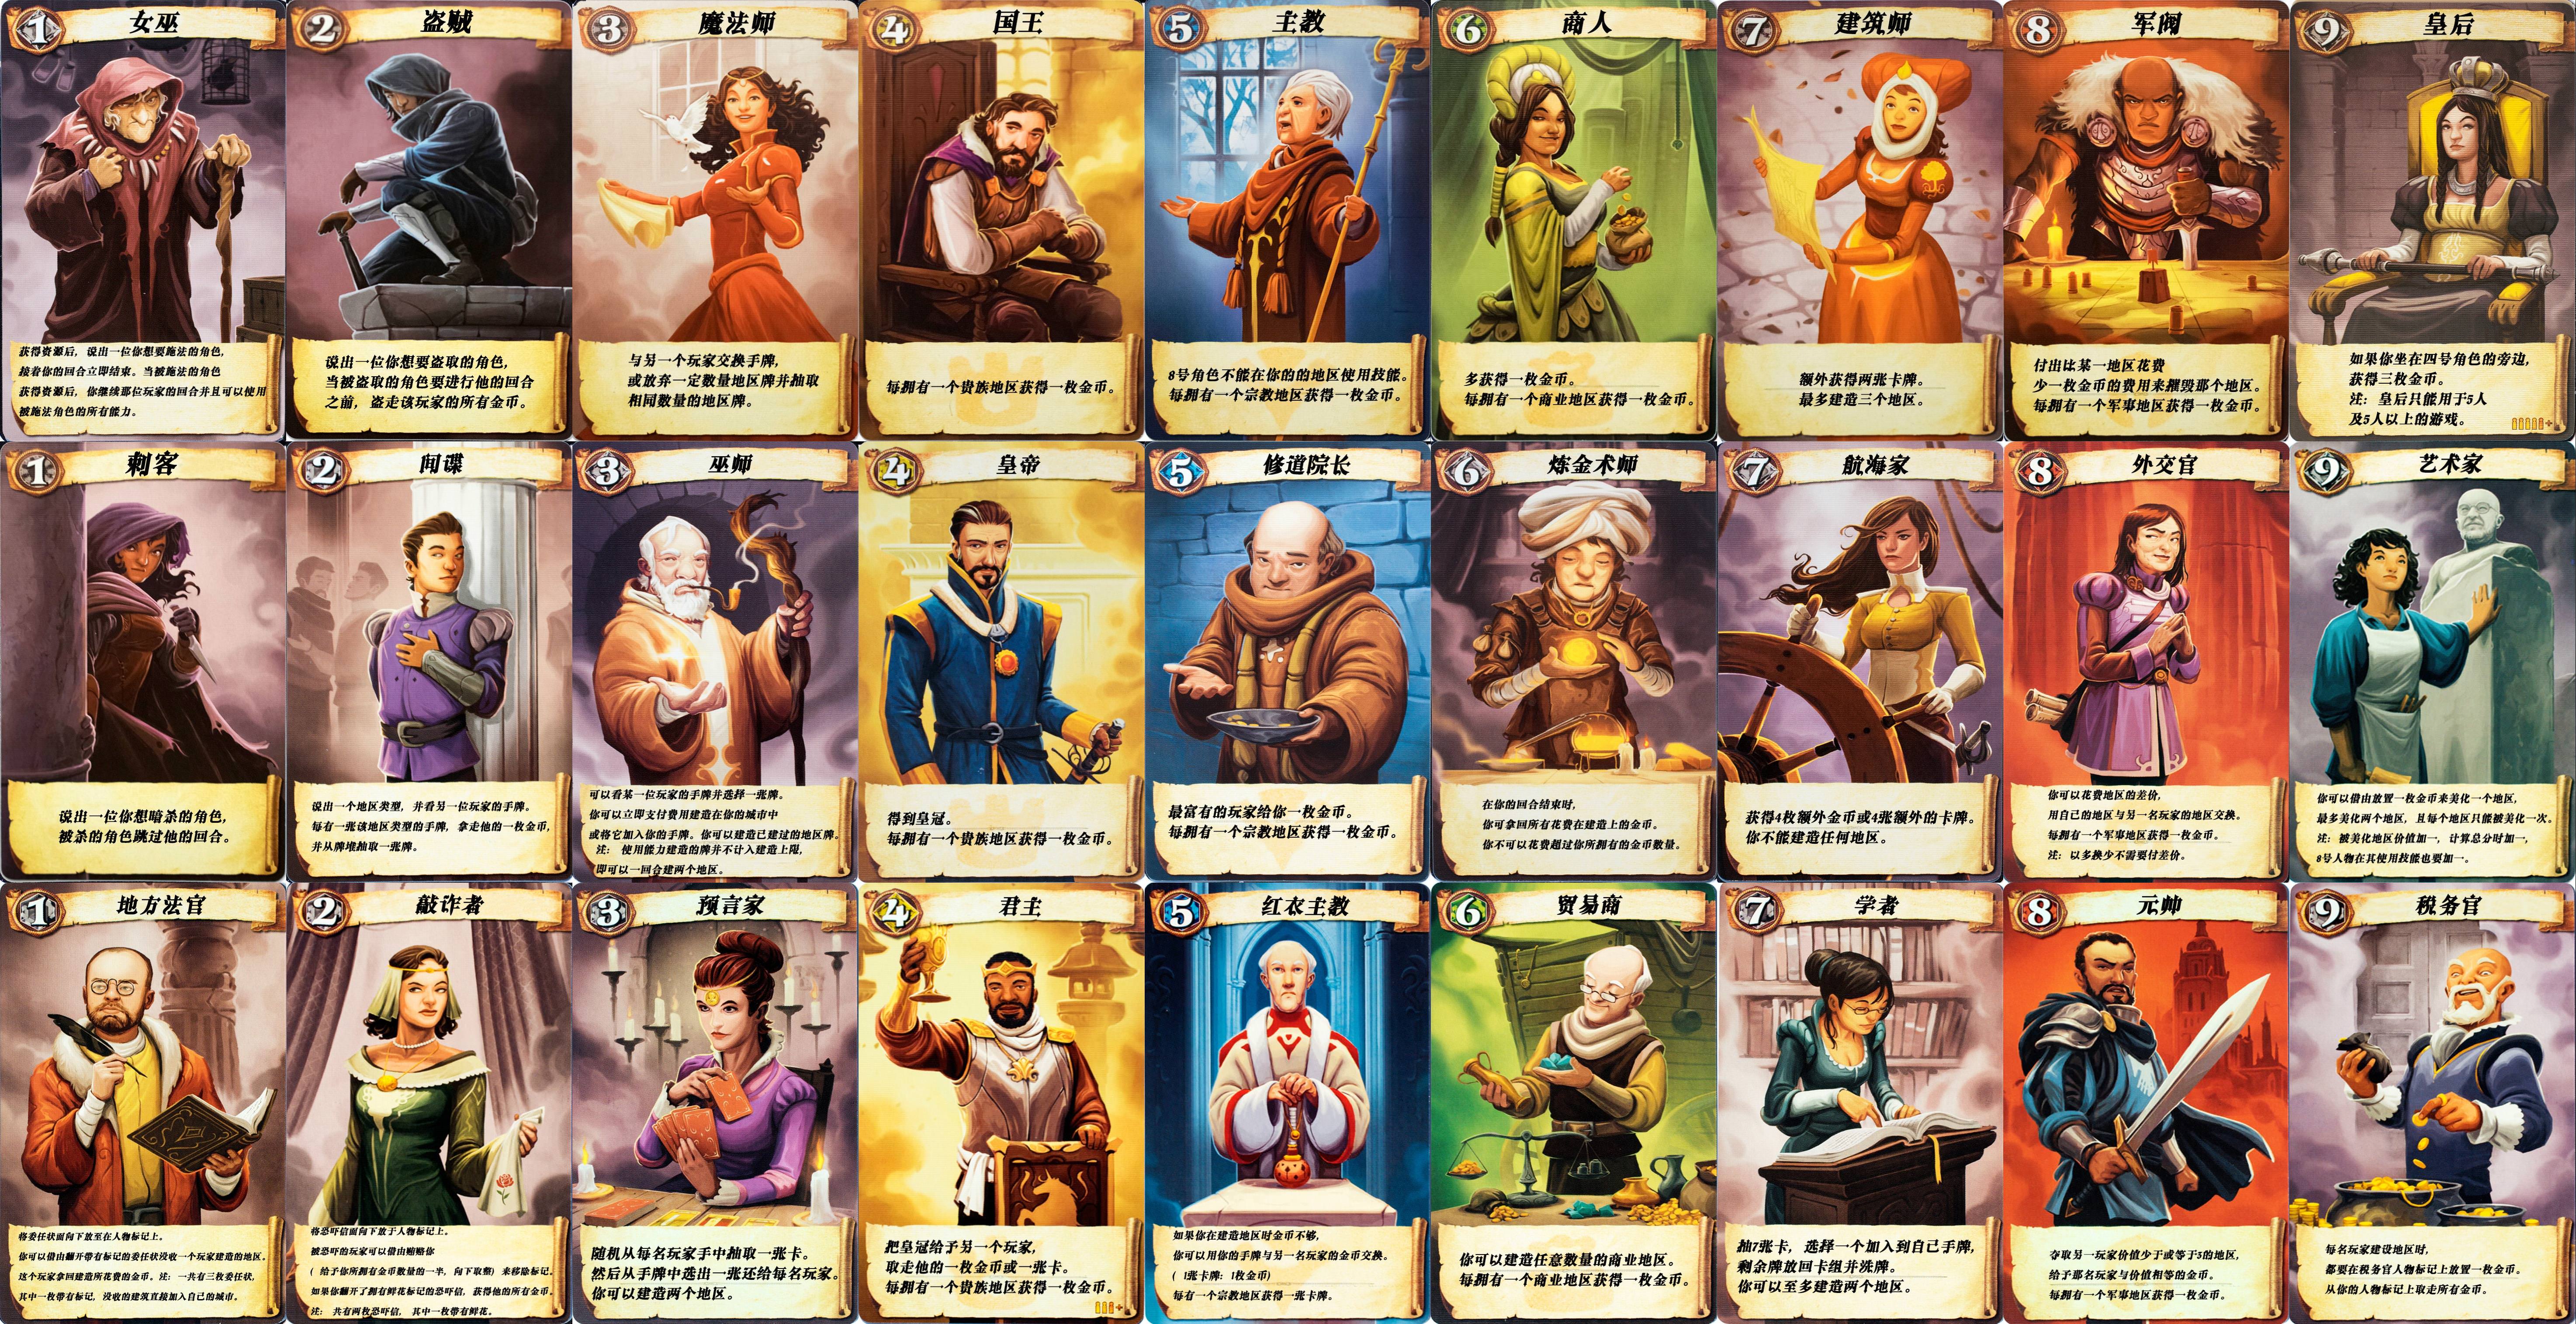 1
女巫
获得资源后，说出一位你想要施法的角色，
接着你的回合立即结束。当被施法的角色
获得资源后，你继续那位玩家的回合并且可以使用
被施法角色的所有能力。
2
盗贼
说出一位你想要盗取的角色，
当被盗取的角色要进行他的回合
之前，盗走该玩家的所有金币。
3
魔法师
与另一个玩家交换手牌，
或放弃一定数量地区牌并抽取
相同数量的地区牌。
4
国王
每拥有一个贵族地区获得一枚金币。
5
主教
8号角色不能在你的的地区使用技能。
每拥有一个宗教地区获得一枚金币。
6
商人
多获得一枚金币。
每拥有一个商业地区获得一枚金币。
7
建筑师
额外获得两张卡牌。
最多建造三个地区。
8
军阀
付出比某一地区花费
少一枚金币的费用来摧毁那个地区。
每拥有一个军事地区获得一枚金币。
9
皇后
如果你坐在四号角色的旁边，
获得三枚金币。
注：皇后只能用于5人
及5人以上的游戏。
1
刺客
说出一位你想暗杀的角色，
被杀的角色跳过他的回合。
2
间谍
说出一个地区类型，并看另一位玩家的手牌。
每有一张该地区类型的手牌，拿走他的一枚金币，
并从牌堆抽取一张牌。
3
巫师
可以看某一位玩家的手牌并选择一张牌。
你可以立即支付费用建造在你的城市中
或将它加入你的手牌。你可以建造已建过的地区牌。
注：使用能力建造的牌并不计入建造上限，
即可以一回合建两个地区。
4
皇帝
得到皇冠。
每拥有一个贵族地区获得一枚金币。
5
修道院长
最富有的玩家给你一枚金币。
每拥有一个宗教地区获得一枚金币。
6
炼金术师
在你的回合结束时，
你可拿回所有花费在建造上的金币。
你不可以花费超过你所拥有的金币数量。
7
航海家
获得4枚额外金币或4张额外的卡牌。
你不能建造任何地区。
8
外交官
你可以花费地区的差价，
用自己的地区与另一名玩家的地区交换。
每拥有一个军事地区获得一枚金币。
注：以多换少不需要付差价。
9
艺术家
你可以借由放置一枚金币来美化一个地区，
最多美化两个地区，且每个地区只能被美化一次。
注：被美化地区价值加一，计算总分时加一，
8号人物在其使用技能也要加一。
1
地方法官
将委任状面向下放至在人物标记上。
你可以借由翻开带有标记的委任状没收一个玩家建造的地区。
这个玩家拿回建造所花费的金币。注：一共有三枚委任状，
其中一枚带有标记，没收的建筑直接加入自己的城市。
2
敲诈者
将恐吓信面向下放于人物标记上。
被恐吓的玩家可以借由贿赂你
（给予你所拥有金币数量的一半，向下取整）来移除标记。
如果你翻开了拥有鲜花标记的恐吓信，获得他的所有金币。
注：共有两枚恐吓信，其中一枚带有鲜花。
3
预言家
随机从每名玩家手中抽取一张卡。
然后从手牌中选出一张还给每名玩家。
你可以建造两个地区。
4
君主
把皇冠给予另一个玩家，
取走他的一枚金币或一张卡。
每拥有一个贵族地区获得一枚金币。
5
红衣主教
如果你在建造地区时金币不够，
你可以用你的手牌与另一名玩家的金币交换。
（1张卡牌：1枚金币）
每有一个宗教地区获得一张卡牌。
6
贸易商
你可以建造任意数量的商业地区。
每拥有一个商业地区获得一枚金币。
7
学者
抽7张卡，选择一个加入到自己手牌，
剩余牌放回卡组并洗牌。
你可以至多建造两个地区。
8
元帅
夺取另一玩家价值少于或等于3的地区，
给予那名玩家与价值相等的金币。
每拥有一个军事地区获得一枚金币。
9
税务官
每名玩家建设地区时，
都要在税务官人物标记上放置一枚金币。
从你的人物标记上取走所有金币。